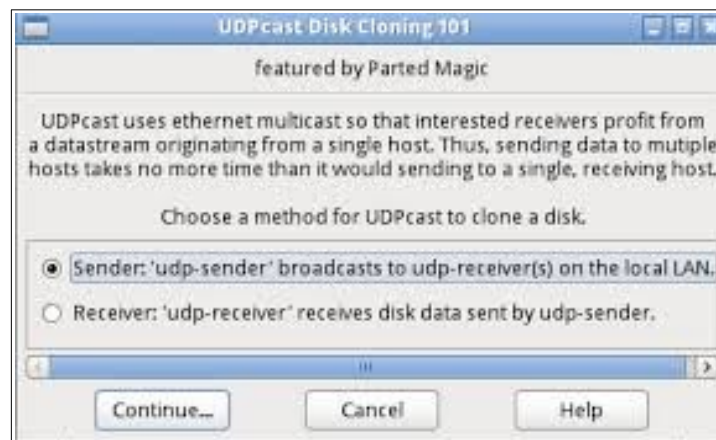 UDPcast Disk Cloning 101
featured by Parted Magic
UDPcast uses ethernet multicast so that interested receivers profit from
a datastream originating from a single host. Thus, sending data to mutiple
hosts takes no more time than it would sending to a single, receiving host.
Choose a method for UDPcast to clone a disk.
Sender: 'udp-sender' broadcasts to udp-receiver(s) on the local LAN.
Receiver: 'udp-receiver' receives disk data sent by udp-sender.
Continue... Cancel Help